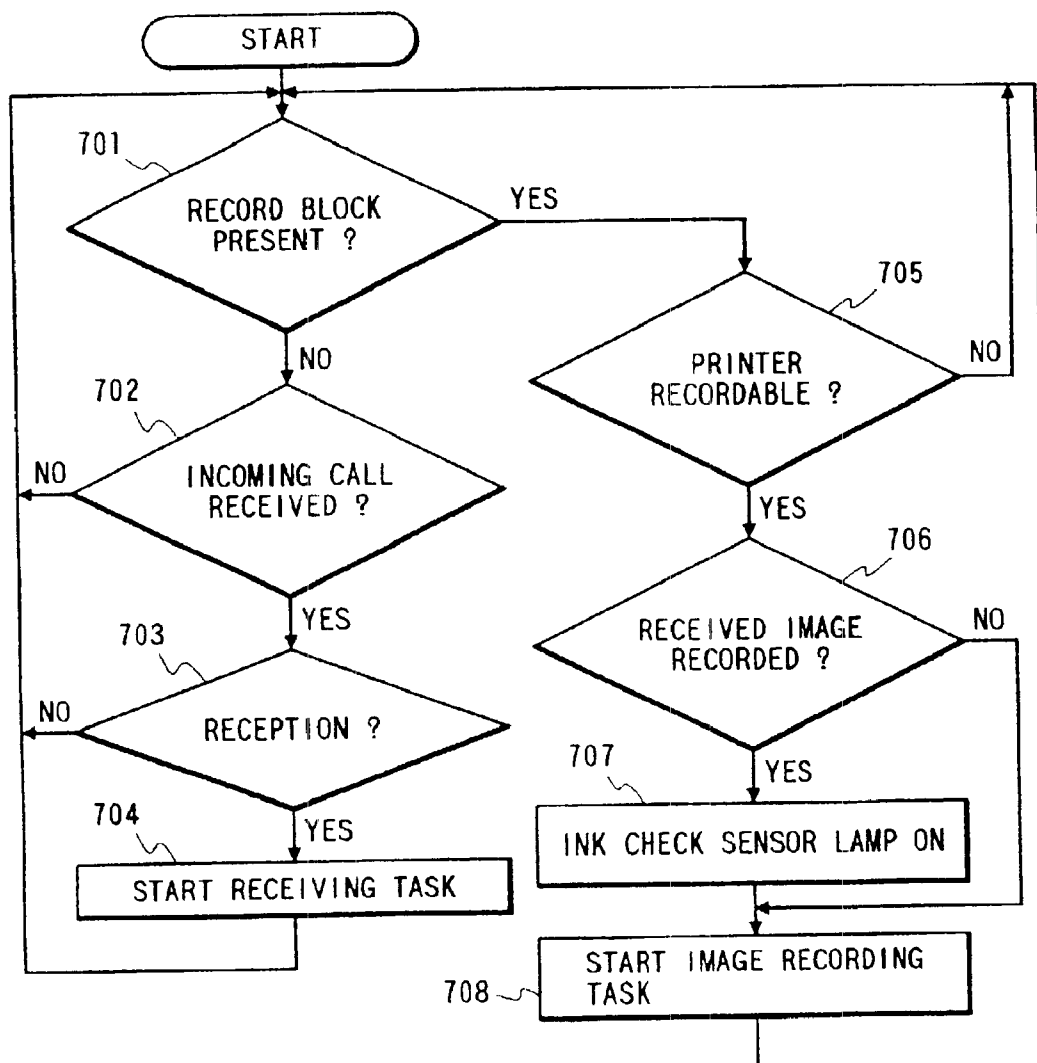 START
701
RECORD BLOCK
PRESENT ?
YES
NO
705
PRINTER
RECORDABLE ?
NO
YES
702
INCOMING CALL
RECEIVED ?
NO
YES
706
RECEIVED IMAGE
RECORDED ?
NO
YES
703
RECEPTION ?
NO
YES
707
INK CHECK SENSOR LAMP ON
704
START RECEIVING TASK
708
START IMAGE RECORDING
TASK